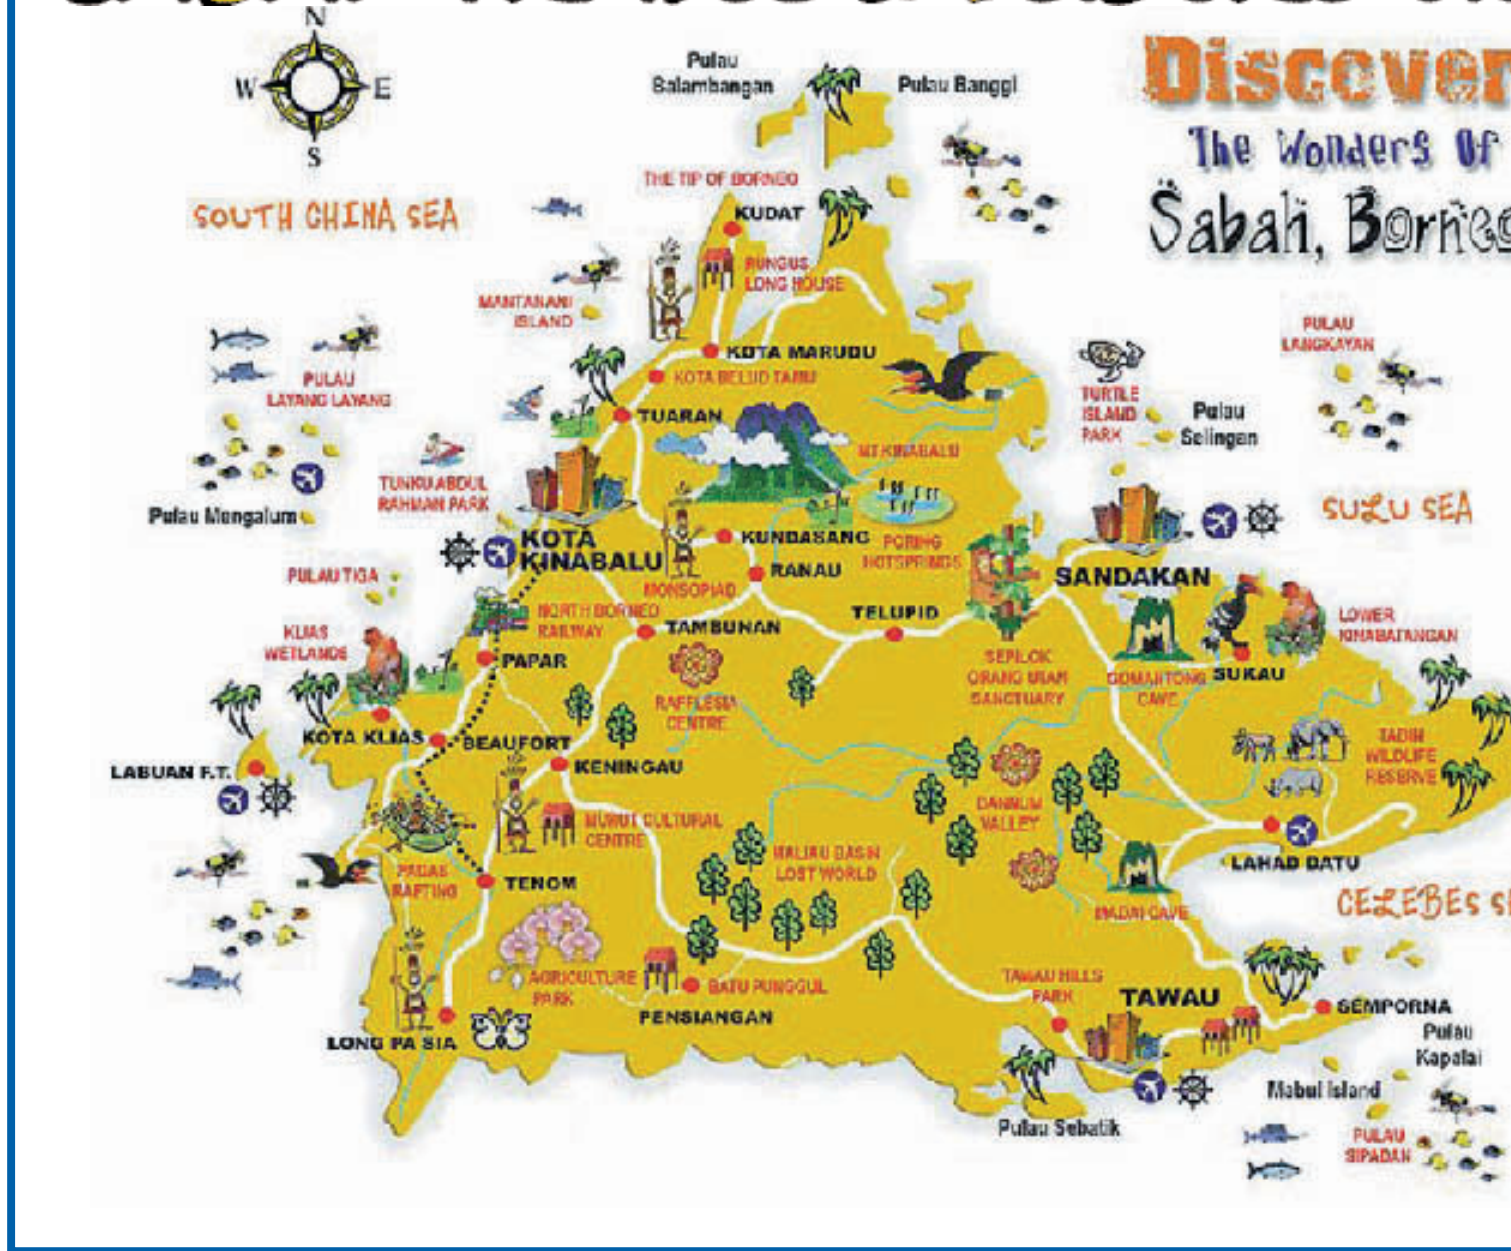 N
W E
S
Pulau
Balambangan
Pulau Banggi
Discover
The Wonders Of
Sabah, Borneo
SOUTH CHINA SEA
THE TIP OF BORNEO
KUDAT
RUNGUS
LONG HOUSE
MANTANANI
ISLAND
PULAU
LAYANG LAYANG
KOTA MARUDU
KOTA BELUD TAMU
TUARAN
PULAU
LANGKAYAN
TURTLE
ISLAND
PARK
Pulau
Selingan
MT KINABALU
TUNKU ABDUL
RAHMAN PARK
Pulau Mengalum
SULU SEA
KOTA
KINABALU
KUNDASANG
PORING
HOTSPRINGS
RANAU
MONSOPIAD
SANDAKAN
PULAU TIGA
NORTH BORNEO
RAILWAY
TAMBUNAN
TELUPID
KLIAS
WETLANDS
PAPAR
LOWER
KINABATANGAN
SEPILOK
ORANG UTAN
SANCTUARY
GOMANTONG
CAVE
SUKAU
RAFFLESIA
CENTRE
KOTA KLIAS
BEAUFORT
KENINGAU
LABUAN F.T.
TABIN
WILDLIFE
RESERVE
DANNUM
VALLEY
MURUT CULTURAL
CENTRE
MALIAU BASIN
LOST WORLD
LAHAD DATU
PADAS
RAFTING
TENOM
MADAI CAVE
CELEBES S
AGRICULTURE
PARK
BATU PUNGGUL
PENSIANGAN
TAWAU HILLS
PARK
TAWAU
SEMPORNA
LONG PA SIA
Pulau
Kapalai
Mabul Island
Pulau Sebatik
PULAU
SIPADAN